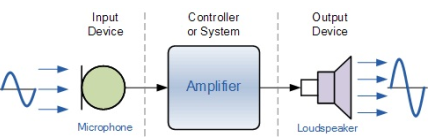 Input
Device
Controller
or System
Output
Device
Amplifier
Microphone
Loudspeaker